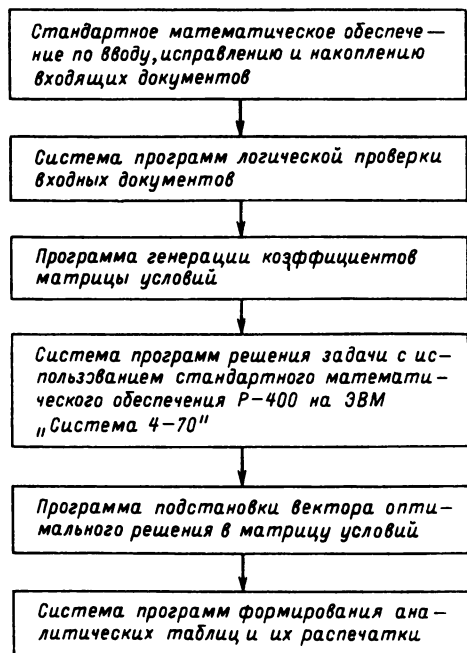 Стандартное математическое обеспече-
ние по вводу, исправлению и накоплению
входящих документов
Система программ логической проверки
входных документов
Программа генерации коэффициентов
матрицы условий
Система программ решения задачи с ис-
пользованием стандартного математи-
ческого обеспечения Р-400 на ЭВМ
„Система 4-70"
Программа подстановки вектора опти-
мального решения в матрицу условий
Система программ формирования ана-
литических таблиц и их распечатки